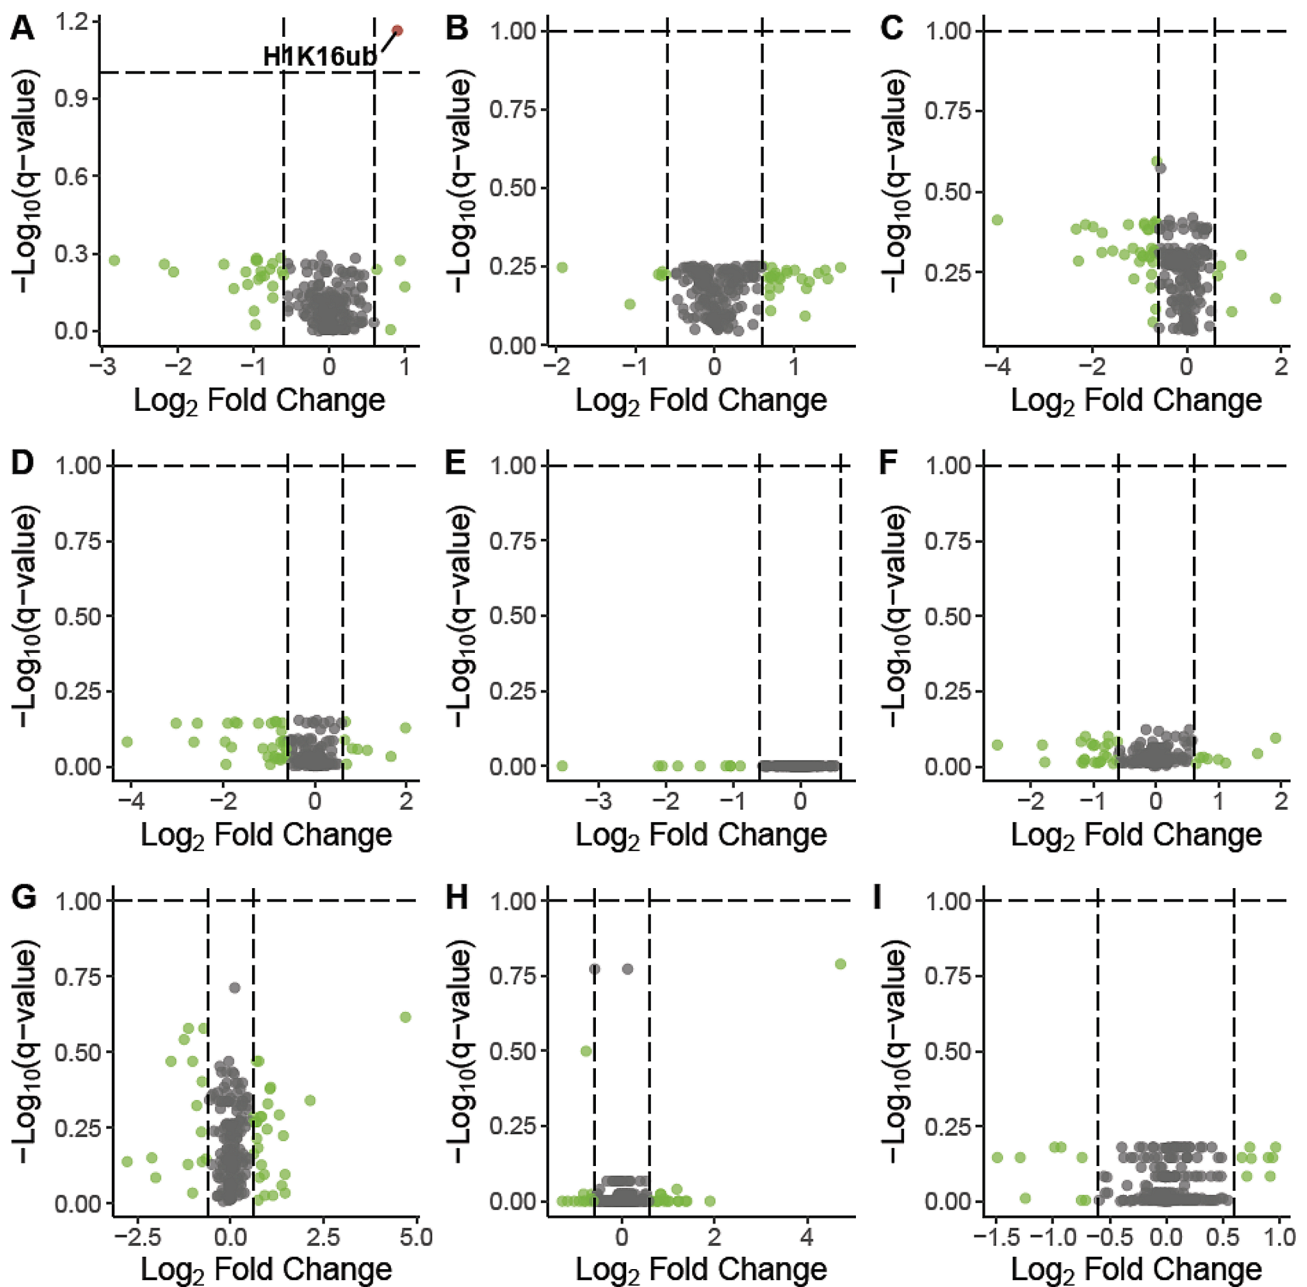 A
−Log₁₀(q−value)
1.2
0.9
0.6
0.3
0.0
H1K16ub
−3
−2
−1
0
1
Log₂ Fold Change
B
−Log₁₀(q−value)
1.00
0.75
0.50
0.25
0.00
−2
−1
0
1
Log₂ Fold Change
C
−Log₁₀(q−value)
1.00
0.75
0.50
0.25
−4
−2
0
2
Log₂ Fold Change
D
−Log₁₀(q−value)
1.00
0.75
0.50
0.25
0.00
−4
−2
0
2
Log₂ Fold Change
E
−Log₁₀(q−value)
1.00
0.75
0.50
0.25
0.00
−3
−2
−1
0
Log₂ Fold Change
F
−Log₁₀(q−value)
1.00
0.75
0.50
0.25
0.00
−2
−1
0
1
2
Log₂ Fold Change
G
−Log₁₀(q−value)
1.00
0.75
0.50
0.25
0.00
−2.5
0.0
2.5
5.0
Log₂ Fold Change
H
−Log₁₀(q−value)
1.00
0.75
0.50
0.25
0.00
0
2
4
Log₂ Fold Change
I
−Log₁₀(q−value)
1.00
0.75
0.50
0.25
0.00
−1.5
−1.0
−0.5
0.0
0.5
1.0
Log₂ Fold Change